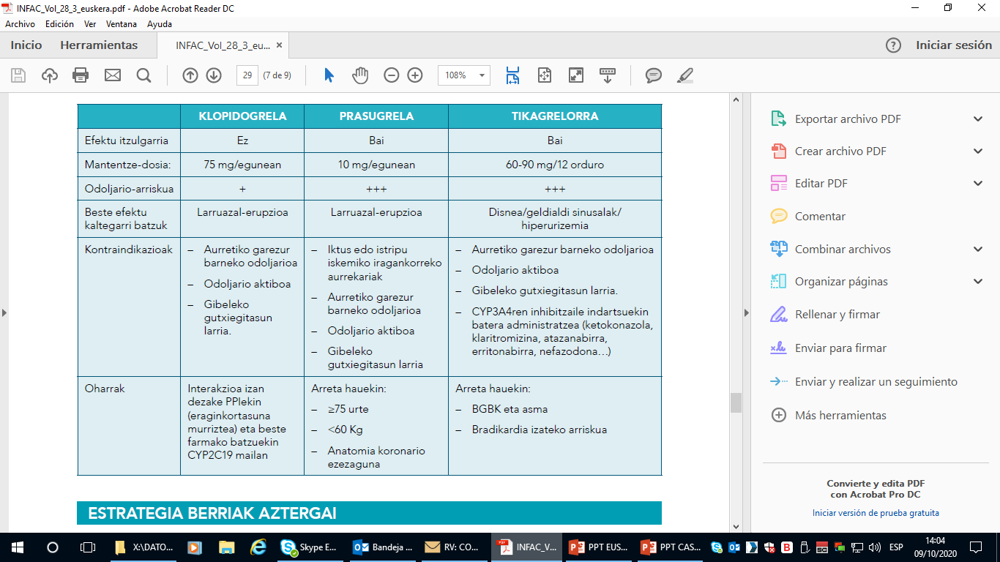 INFAC_Vol_28_3_euskera.pdf - Adobe Acrobat Reader DC
Archivo Edición Ver Ventana Ayuda
Inicio Herramientas INFAC_Vol_28_3_eu... × ? Iniciar sesión
29 (7 de 9) 108%
KLOPIDOGRELA PRASUGRELA TIKAGRELORRA
Efektu itzulgarria Ez Bai Bai
Mantentze-dosia: 75 mg/egunean 10 mg/egunean 60-90 mg/12 orduro
Odoljario-arriskua + +++ +++
Beste efektu
kaltegarri batzuk
Larruazal-erupzioa Larruazal-erupzioa
Disnea/geldialdi sinusalak/
hiperurizemia
Kontraindikazioak
– Aurretiko garezur
barneko odoljarioa
– Odoljario aktiboa
– Gibeleko
gutxiegitasun
larria.
– Iktus edo istripu
iskemiko iragankorreko
aurrekariak
– Aurretiko garezur
barneko odoljarioa
– Odoljario aktiboa
– Gibeleko
gutxiegitasun larria
– Aurretiko garezur barneko odoljarioa
– Odoljario aktiboa
– Gibeleko gutxiegitasun larria.
– CYP3A4ren inhibitzaile indartsuekin
batera administratzea (ketokonazola,
klaritromizina, atazanabirra,
erritonabirra, nefazodona...)
Oharrak
Interakzioa izan
dezake PPIekin
(eraginkortasuna
murriztea) eta beste
farmako batzuekin
CYP2C19 mailan
Arreta hauekin:
– ≥75 urte
– <60 Kg
– Anatomia koronario
ezezaguna
Arreta hauekin:
– BGBK eta asma
– Bradikardia izateko arriskua
ESTRATEGIA BERRIAK AZTERGAI
Exportar archivo PDF
Crear archivo PDF
Editar PDF
Comentar
Combinar archivos
Organizar páginas
Rellenar y firmar
Enviar para firmar
Enviar y realizar un seguimiento
Más herramientas
Convierte y edita PDF
con Acrobat Pro DC
Iniciar versión de prueba gratuita
X:\DATO... Skype E... Bandeja ... RV: CO... INFAC_V... PPT EUS... PPT CAS... ESP 14:04
09/10/2020